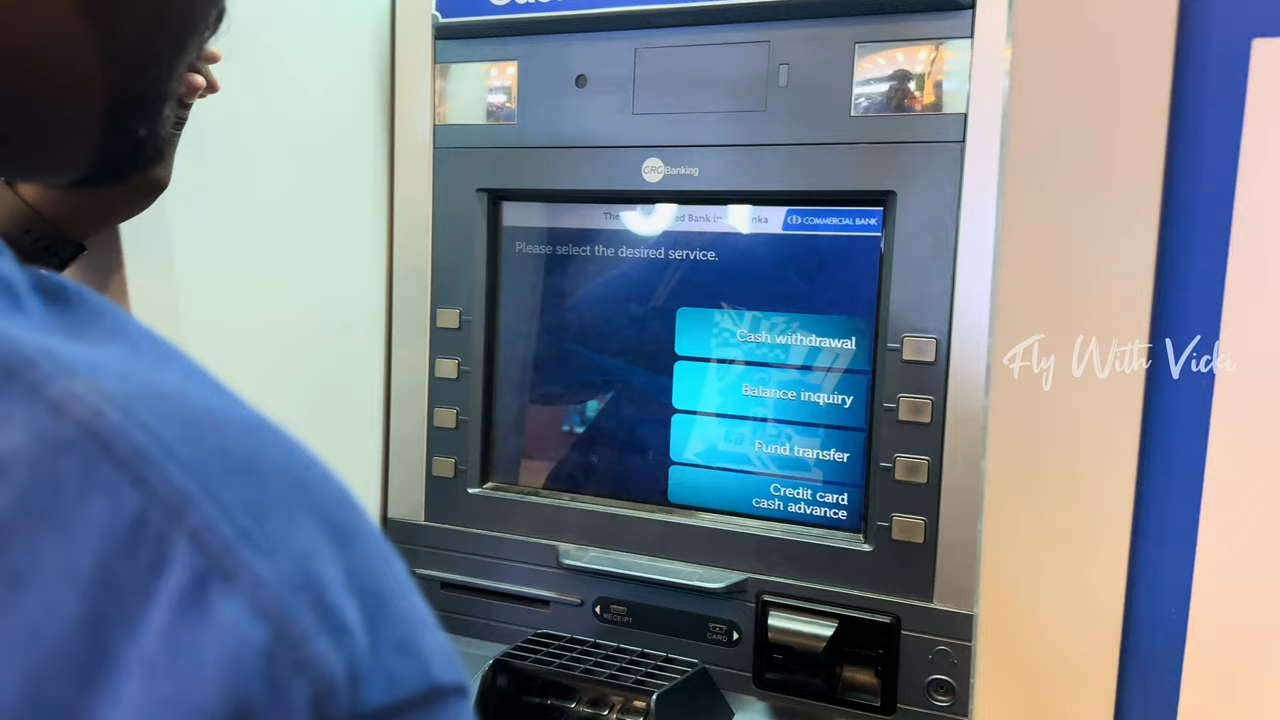 GRG Banking
COMMERCIAL BANK
Please select the desired service.
Cash withdrawal
Balance inquiry
Fund transfer
Credit card
cash advance
Fly With Vicki
RECEIPT
CARD